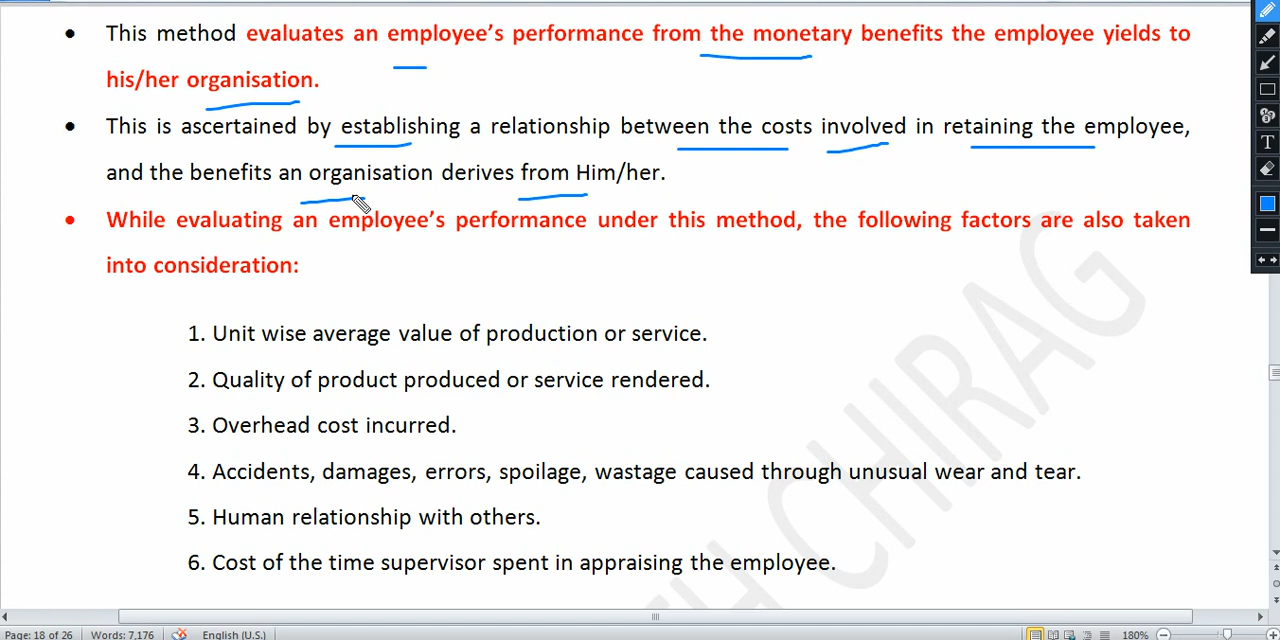 • This method evaluates an employee's performance from the monetary benefits the employee yields to
his/her organisation.
• This is ascertained by establishing a relationship between the costs involved in retaining the employee,
and the benefits an organisation derives from Him/her.
• While evaluating an employee's performance under this method, the following factors are also taken
into consideration:
1. Unit wise average value of production or service.
2. Quality of product produced or service rendered.
3. Overhead cost incurred.
4. Accidents, damages, errors, spoilage, wastage caused through unusual wear and tear.
5. Human relationship with others.
6. Cost of the time supervisor spent in appraising the employee.
CHIRAG
T
Page: 18 of 26 Words: 7,176 English (U.S.) 180%